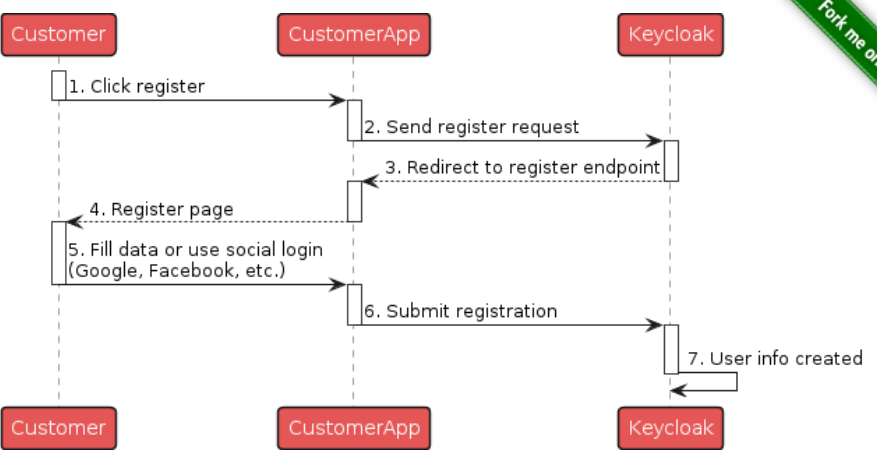 Customer
CustomerApp
Keycloak
Fork me on
1. Click register
2. Send register request
3. Redirect to register endpoint
4. Register page
5. Fill data or use social login
(Google, Facebook, etc.)
6. Submit registration
7. User info created
Customer
CustomerApp
Keycloak